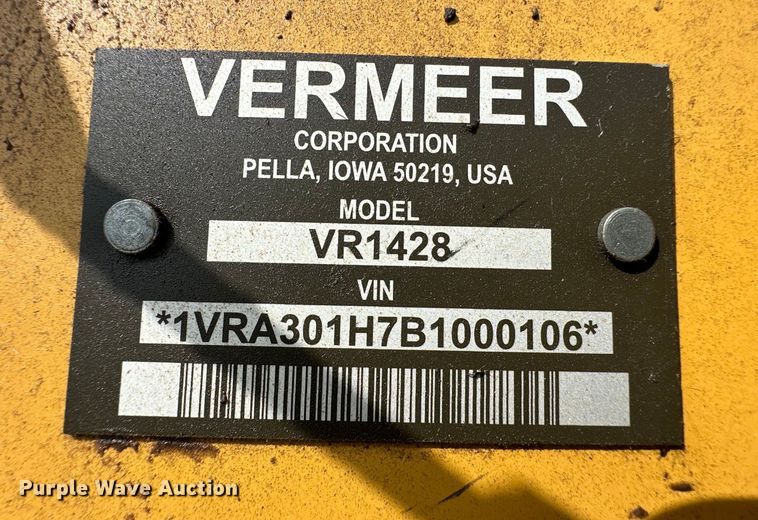 VERMEER
CORPORATION
PELLA, IOWA 50219, USA
MODEL
VR1428
VIN
*1VRA301H7B1000106*
Purple Wave Auction